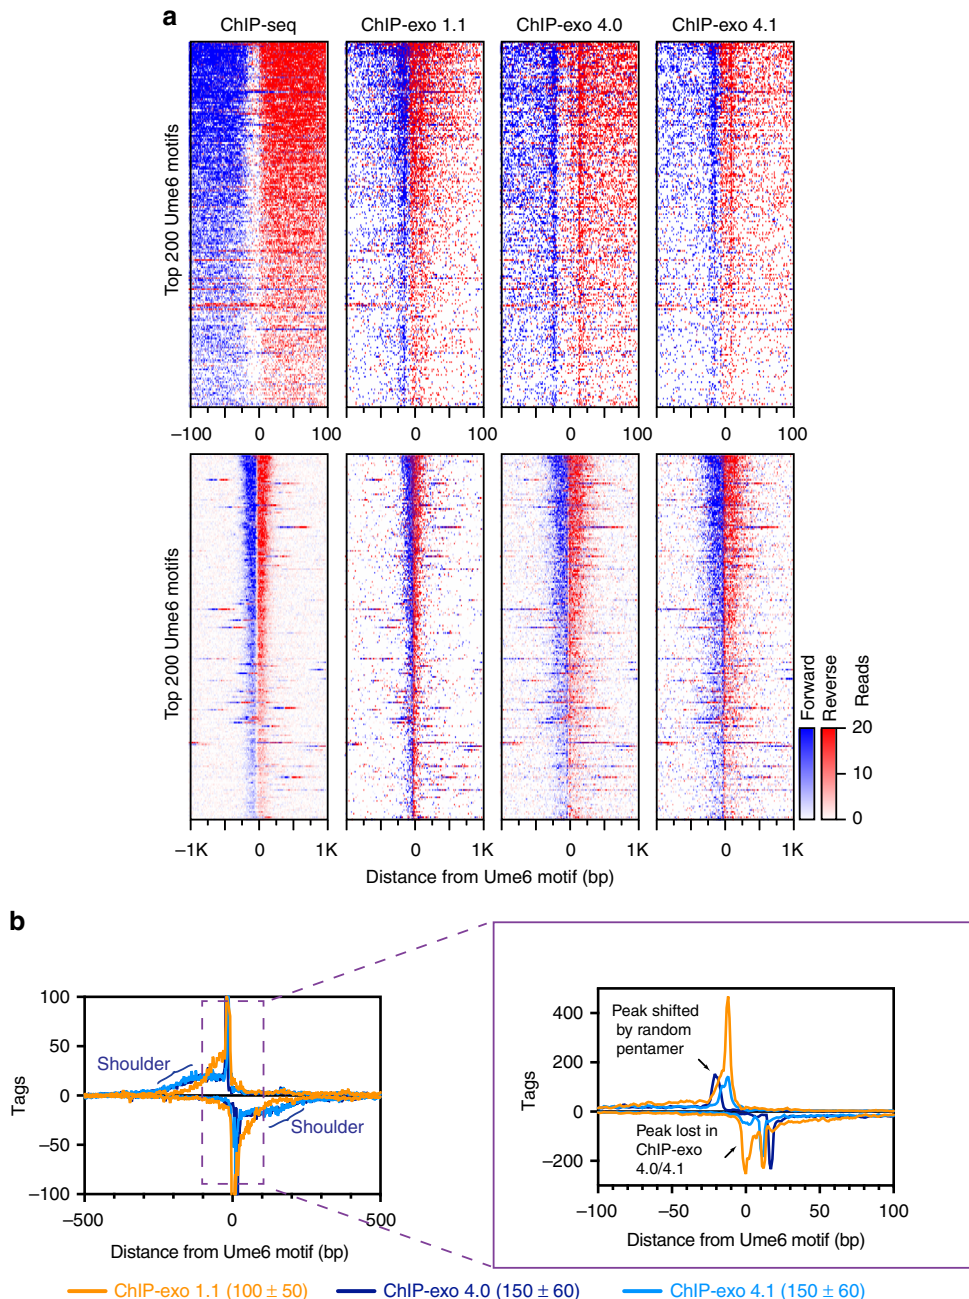 a
ChIP-seq
ChIP-exo 1.1
ChIP-exo 4.0
ChIP-exo 4.1
Top 200 Ume6 motifs
−100 0 100
0 100
0 100
0 100
Top 200 Ume6 motifs
Forward
Reverse
Reads
20
10
0
−1K 0 1K
0 1K
0 1K
0 1K
Distance from Ume6 motif (bp)
b
100
50
0
−50
−100
Tags
Shoulder
Shoulder
−500 0 500
Distance from Ume6 motif (bp)
400
200
0
−200
Tags
Peak shifted
by random
pentamer
Peak lost in
ChIP-exo
4.0/4.1
−100 −50 0 50 100
Distance from Ume6 motif (bp)
ChIP-exo 1.1 (100 ± 50)
ChIP-exo 4.0 (150 ± 60)
ChIP-exo 4.1 (150 ± 60)